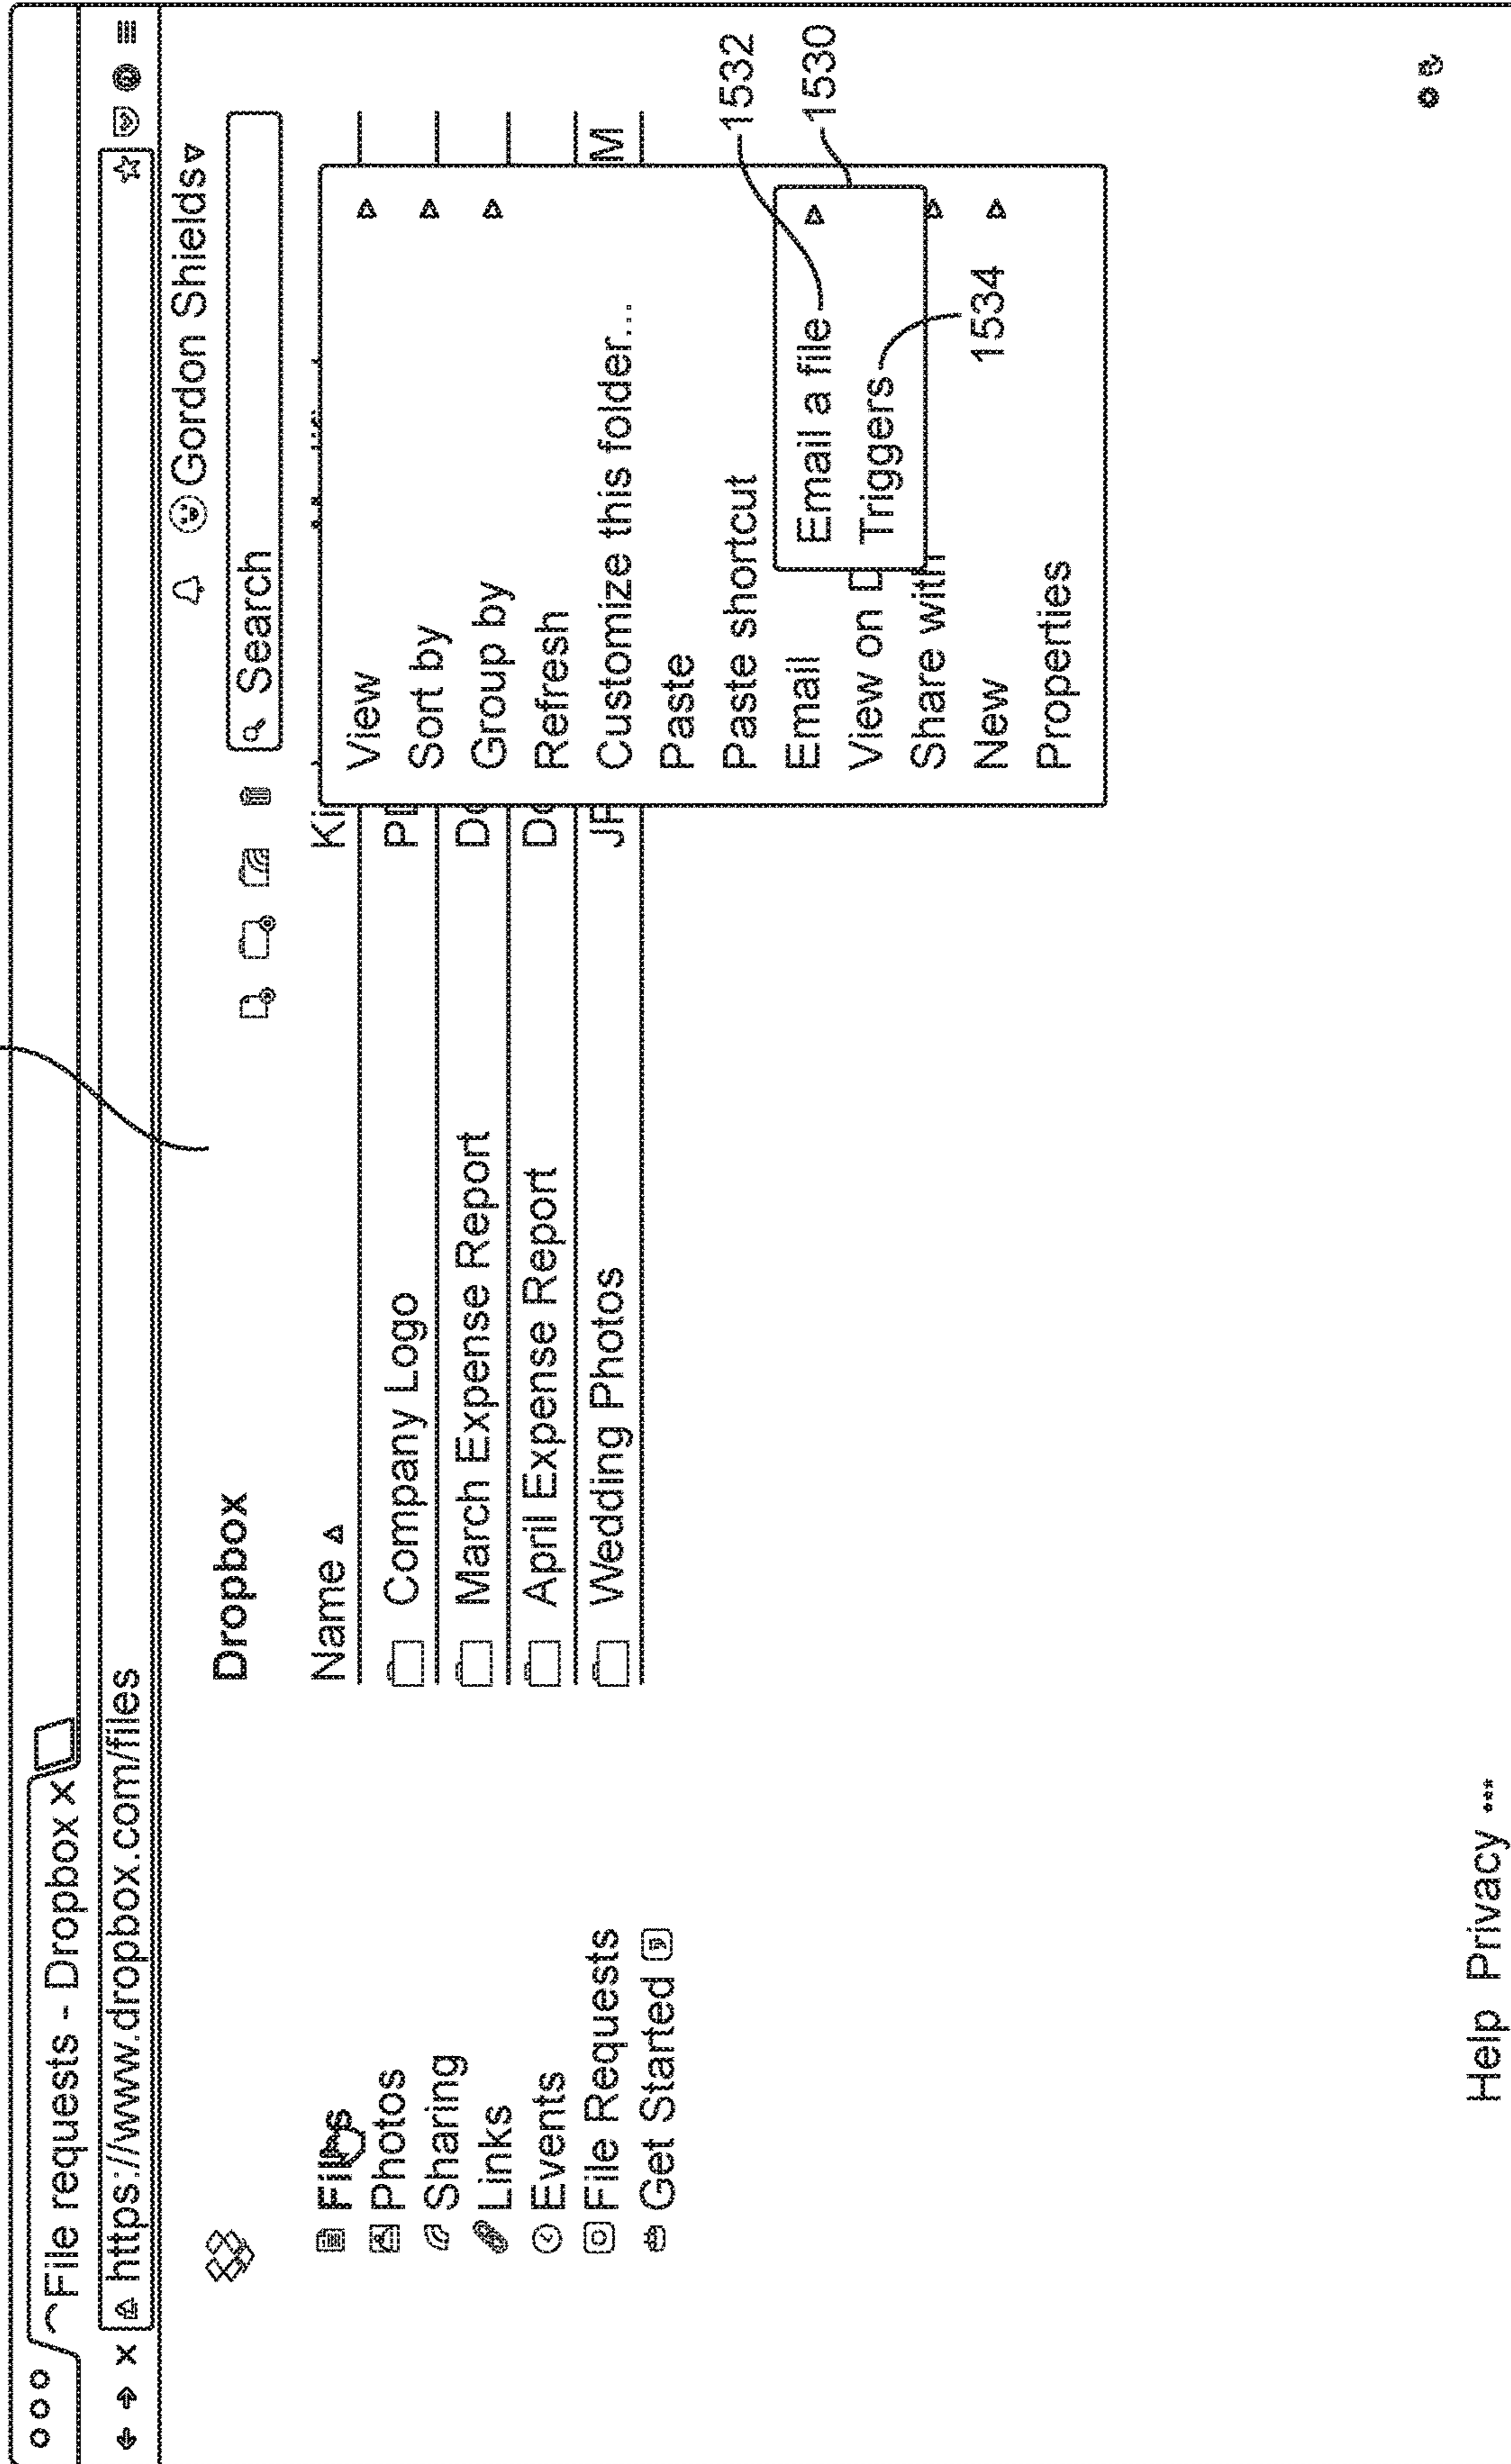 File requests - Dropbox x
https://www.dropbox.com/files
Gordon Shields
Dropbox
Search
Files
Photos
Sharing
Links
Events
File Requests
Get Started
Name
Company Logo
March Expense Report
April Expense Report
Wedding Photos
M
View
Sort by
Group by
Refresh
Customize this folder...
Paste
Paste shortcut
Email
View on
Share with
New
Properties
Email a file
Triggers
1532
1530
1534
Help Privacy ...